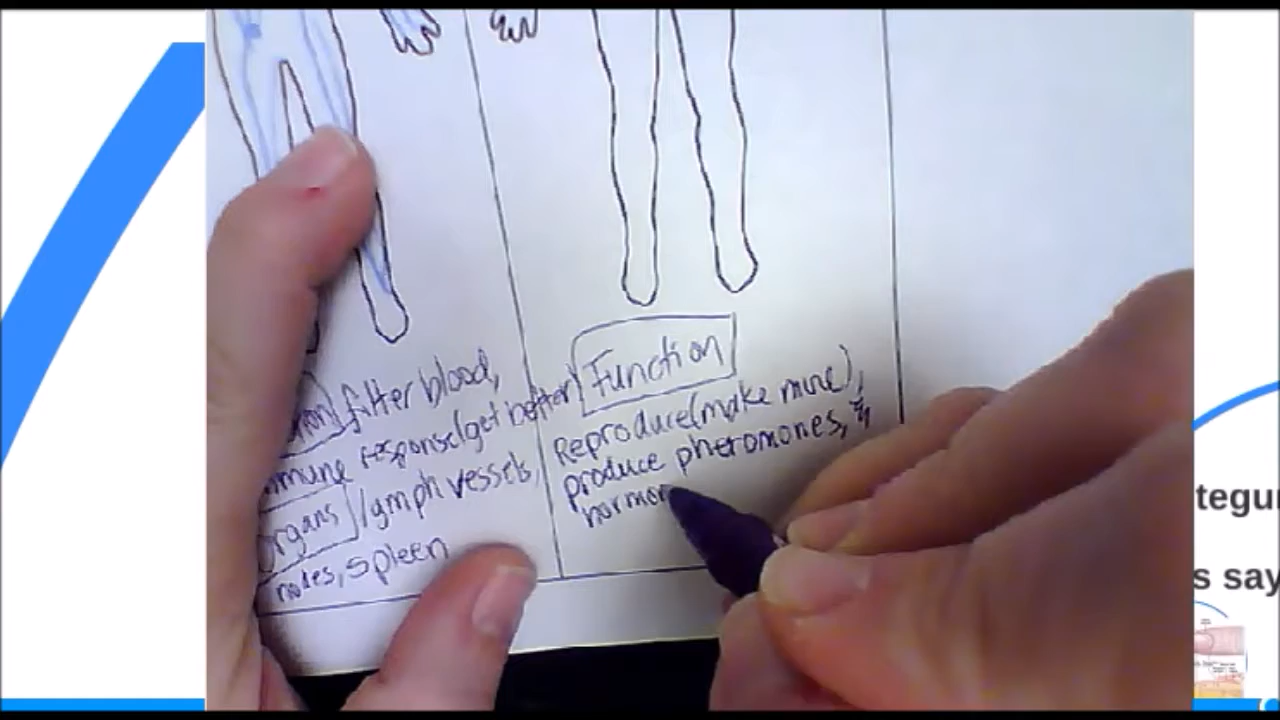 filter blood,
response(get better)
organs lymph vessels,
nodes, spleen
Function
Reproduce(make more),
produce pheromones, &
hormon
tegu
s say